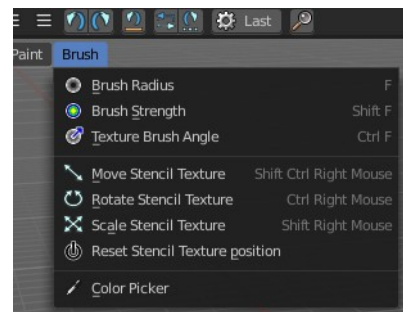 Last
Paint Brush
Brush Radius F
Brush Strength Shift F
Texture Brush Angle Ctrl F
Move Stencil Texture Shift Ctrl Right Mouse
Rotate Stencil Texture Ctrl Right Mouse
Scale Stencil Texture Shift Right Mouse
Reset Stencil Texture position
Color Picker